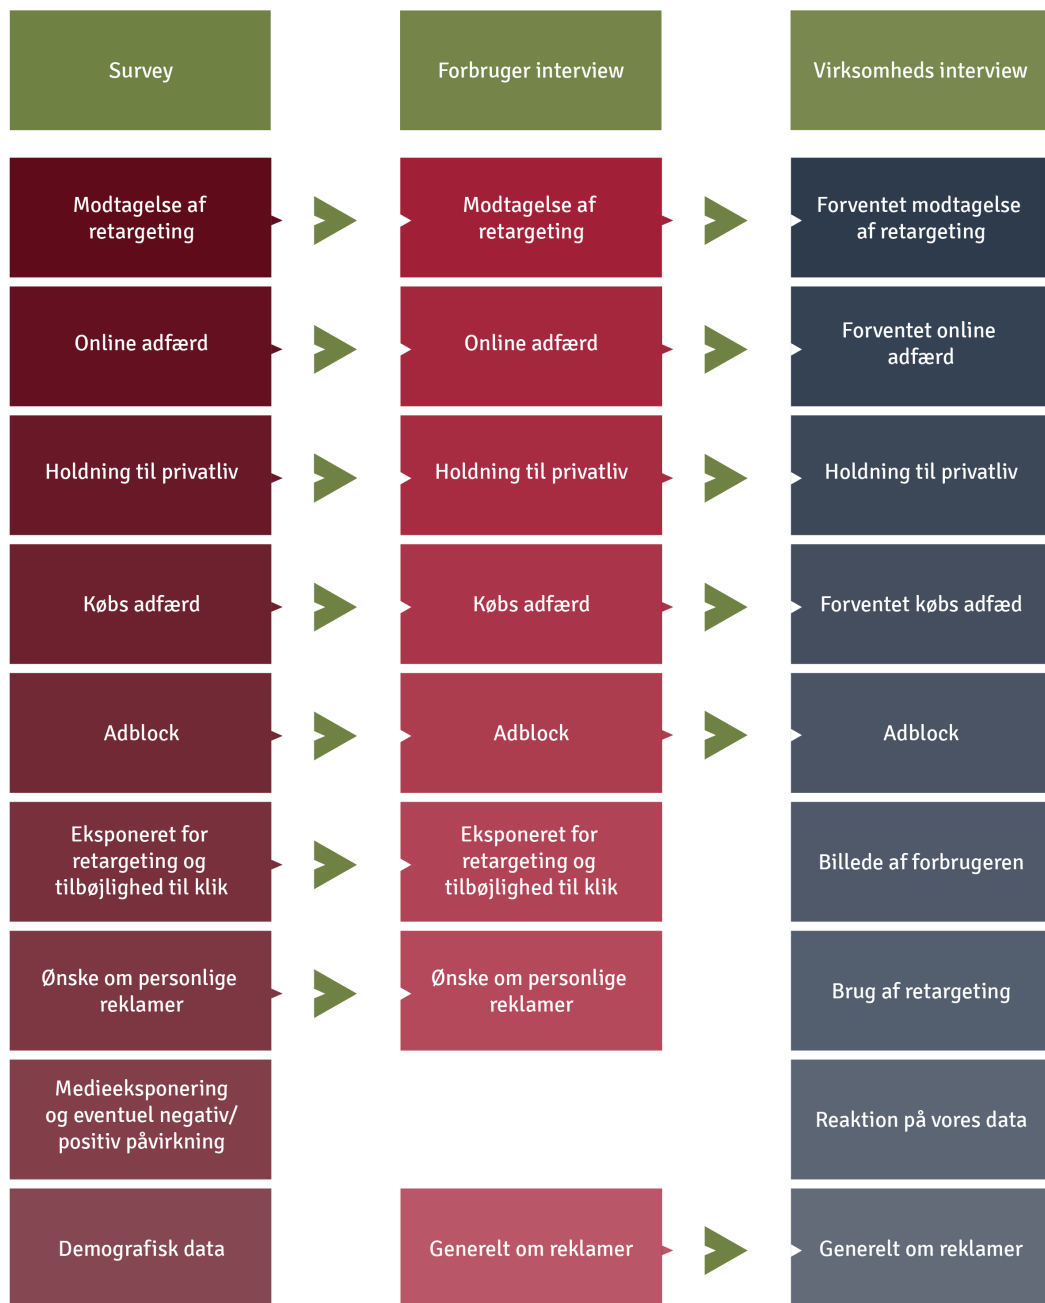 Survey
Forbruger interview
Virksomheds interview
Modtagelse af
retargeting
Modtagelse af
retargeting
Forventet modtagelse
af retargeting
Online adfærd
Online adfærd
Forventet online
adfærd
Holdning til privatliv
Holdning til privatliv
Holdning til privatliv
Købs adfærd
Købs adfærd
Forventet købs adfæd
Adblock
Adblock
Adblock
Eksponeret for
retargeting og
tilbøjlighed til klik
Eksponeret for
retargeting og
tilbøjlighed til klik
Billede af forbrugeren
Ønske om personlige
reklamer
Ønske om personlige
reklamer
Brug af retargeting
Medieeksponering
og eventuel negativ/
positiv påvirkning
Reaktion på vores data
Demografisk data
Generelt om reklamer
Generelt om reklamer